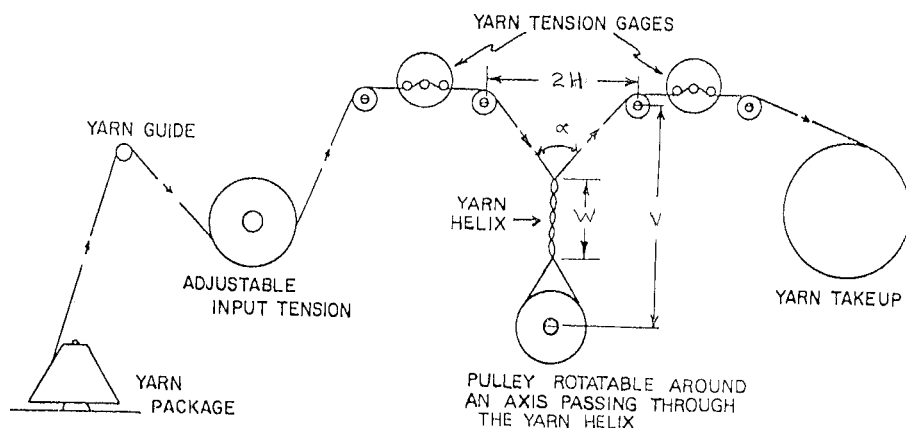 YARN TENSION GAGES
2H
YARN GUIDE
α
YARN
HELIX
W
V
ADJUSTABLE
INPUT TENSION
YARN TAKEUP
YARN
PACKAGE
PULLEY ROTATABLE AROUND
AN AXIS PASSING THROUGH
THE YARN HELIX